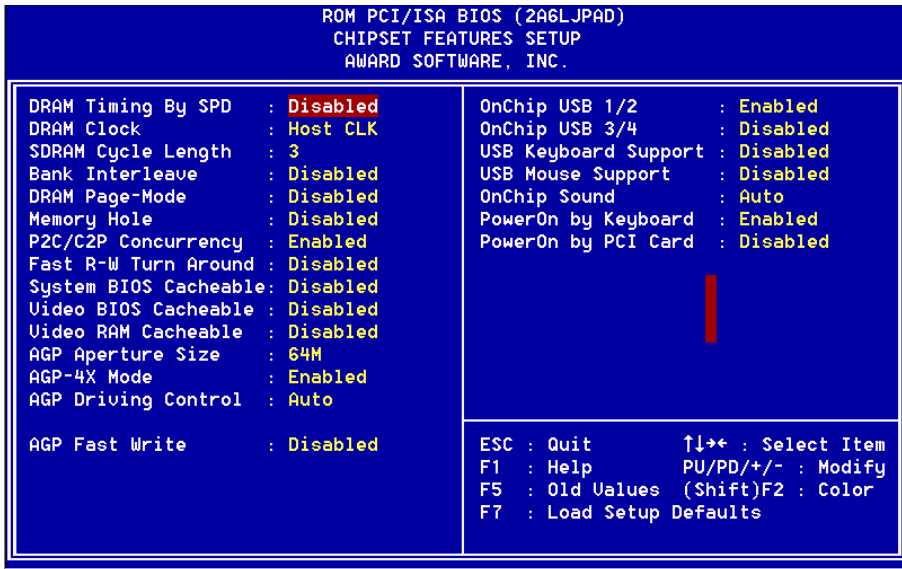 ROM PCI/ISA BIOS (2A6LJPAD)
CHIPSET FEATURES SETUP
AWARD SOFTWARE, INC.
DRAM Timing By SPD : Disabled
DRAM Clock : Host CLK
SDRAM Cycle Length : 3
Bank Interleave : Disabled
DRAM Page-Mode : Disabled
Memory Hole : Disabled
P2C/C2P Concurrency : Enabled
Fast R-W Turn Around : Disabled
System BIOS Cacheable: Disabled
Video BIOS Cacheable : Disabled
Video RAM Cacheable : Disabled
AGP Aperture Size : 64M
AGP-4X Mode : Enabled
AGP Driving Control : Auto
AGP Fast Write : Disabled
OnChip USB 1/2 : Enabled
OnChip USB 3/4 : Disabled
USB Keyboard Support : Disabled
USB Mouse Support : Disabled
OnChip Sound : Auto
PowerOn by Keyboard : Enabled
PowerOn by PCI Card : Disabled
ESC : Quit ↑↓→← : Select Item
F1 : Help PU/PD/+/- : Modify
F5 : Old Values (Shift)F2 : Color
F7 : Load Setup Defaults